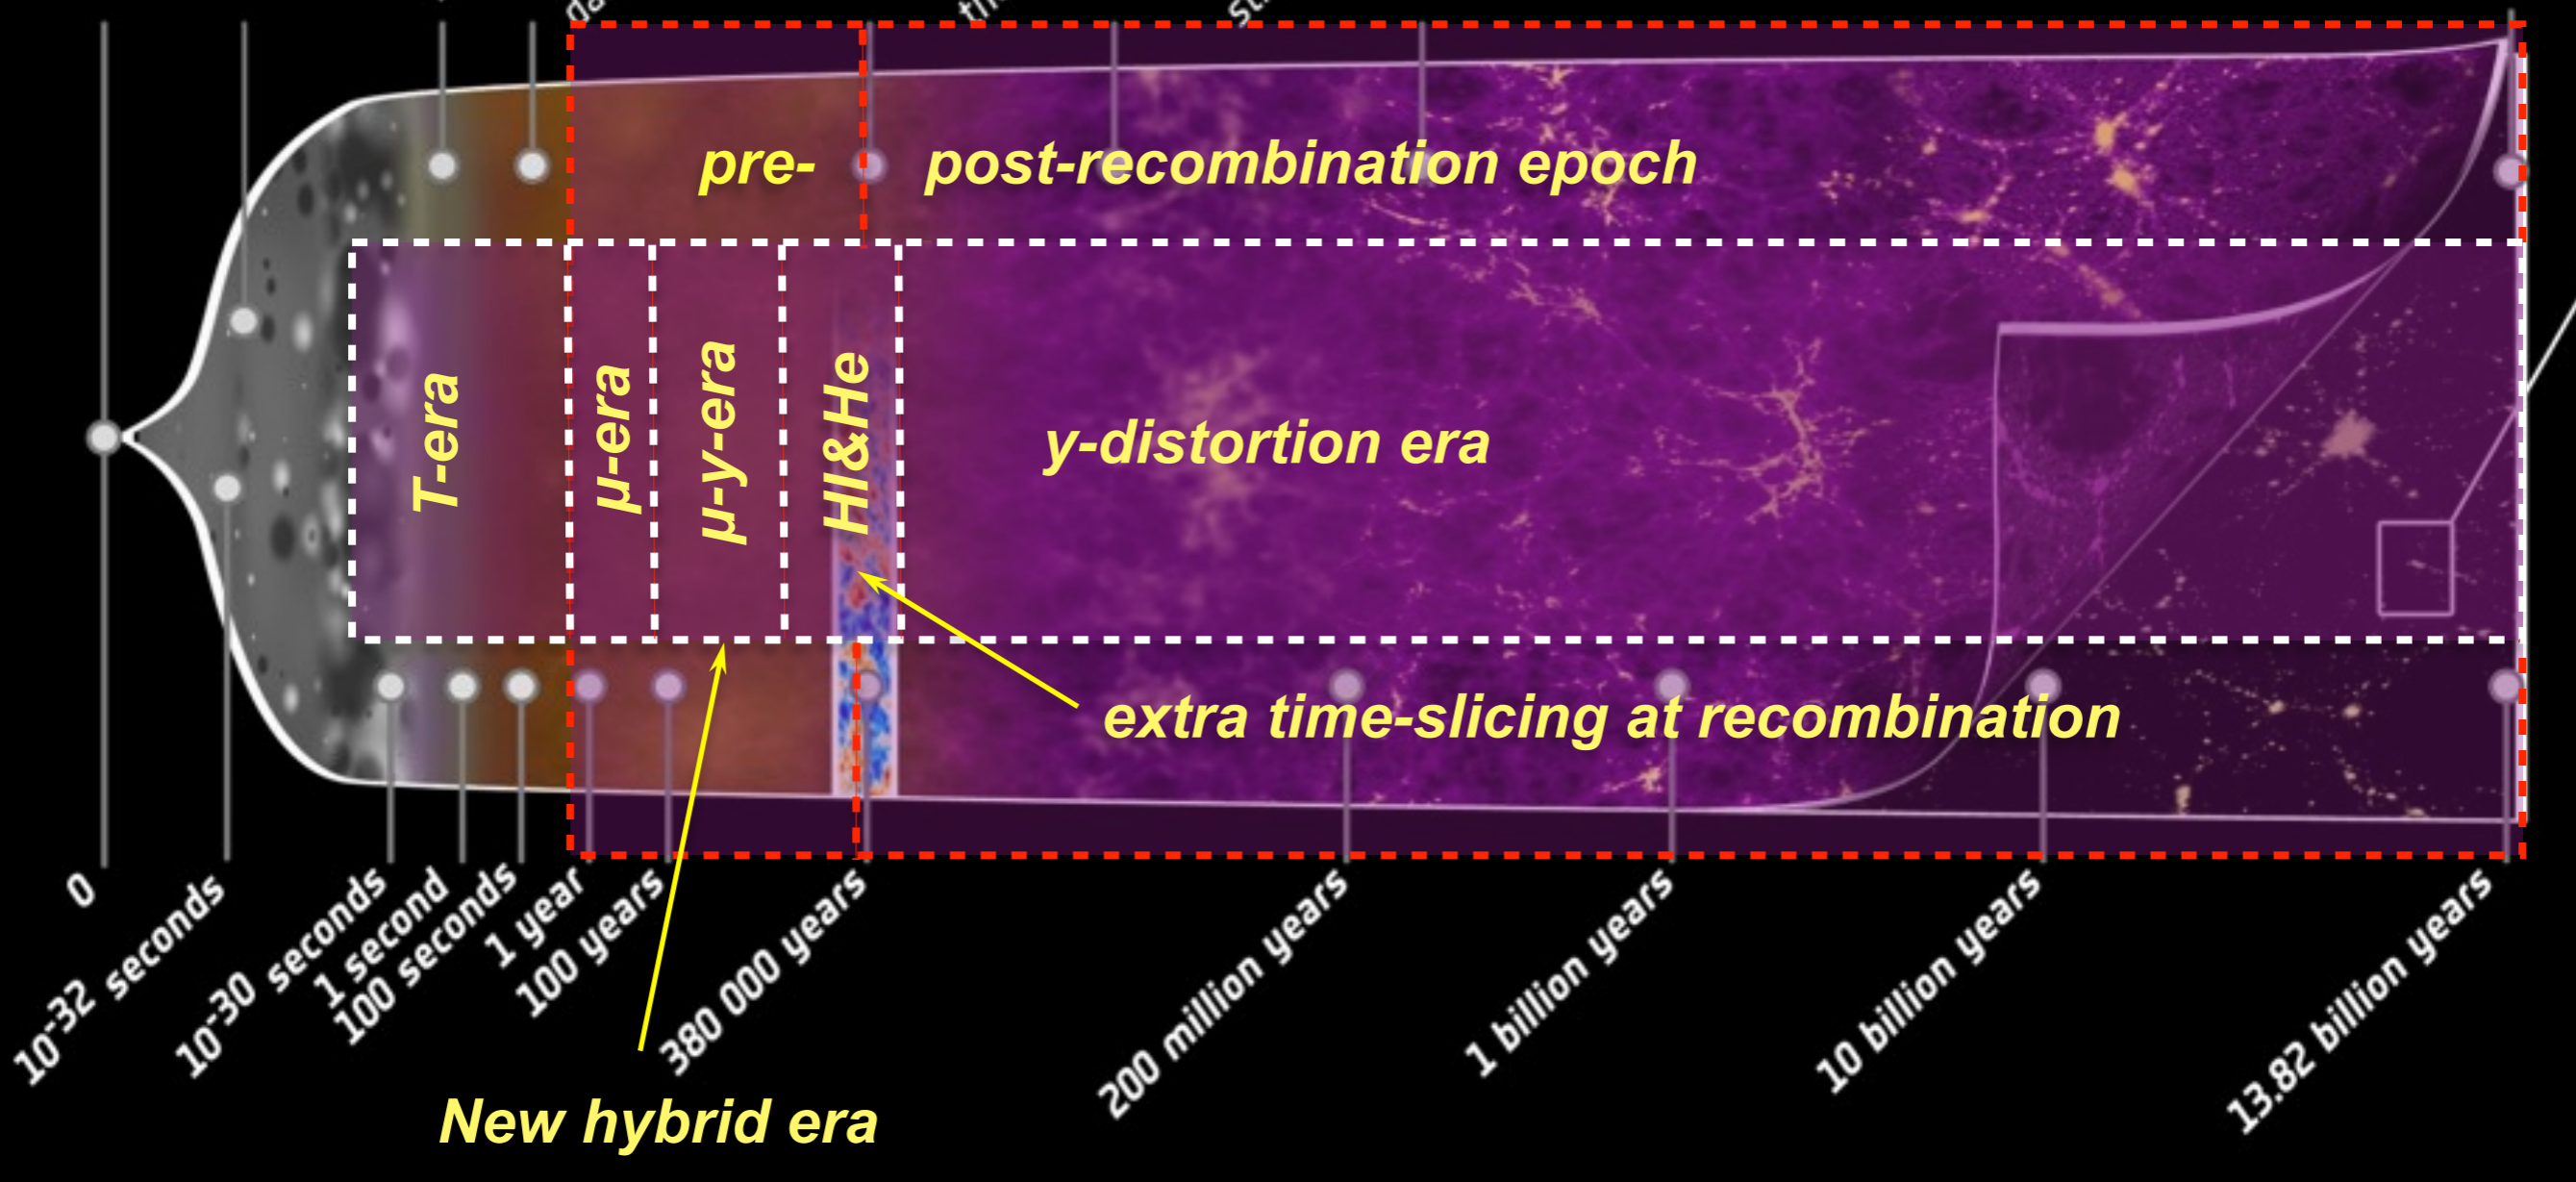 pre-
post-recombination epoch
T-era
μ-era
μ-y-era
HI&He
y-distortion era
extra time-slicing at recombination
0
10-32 seconds
10-30 seconds
1 second
100 seconds
1 year
100 years
380 000 years
200 million years
1 billion years
10 billion years
13.82 billion years
New hybrid era